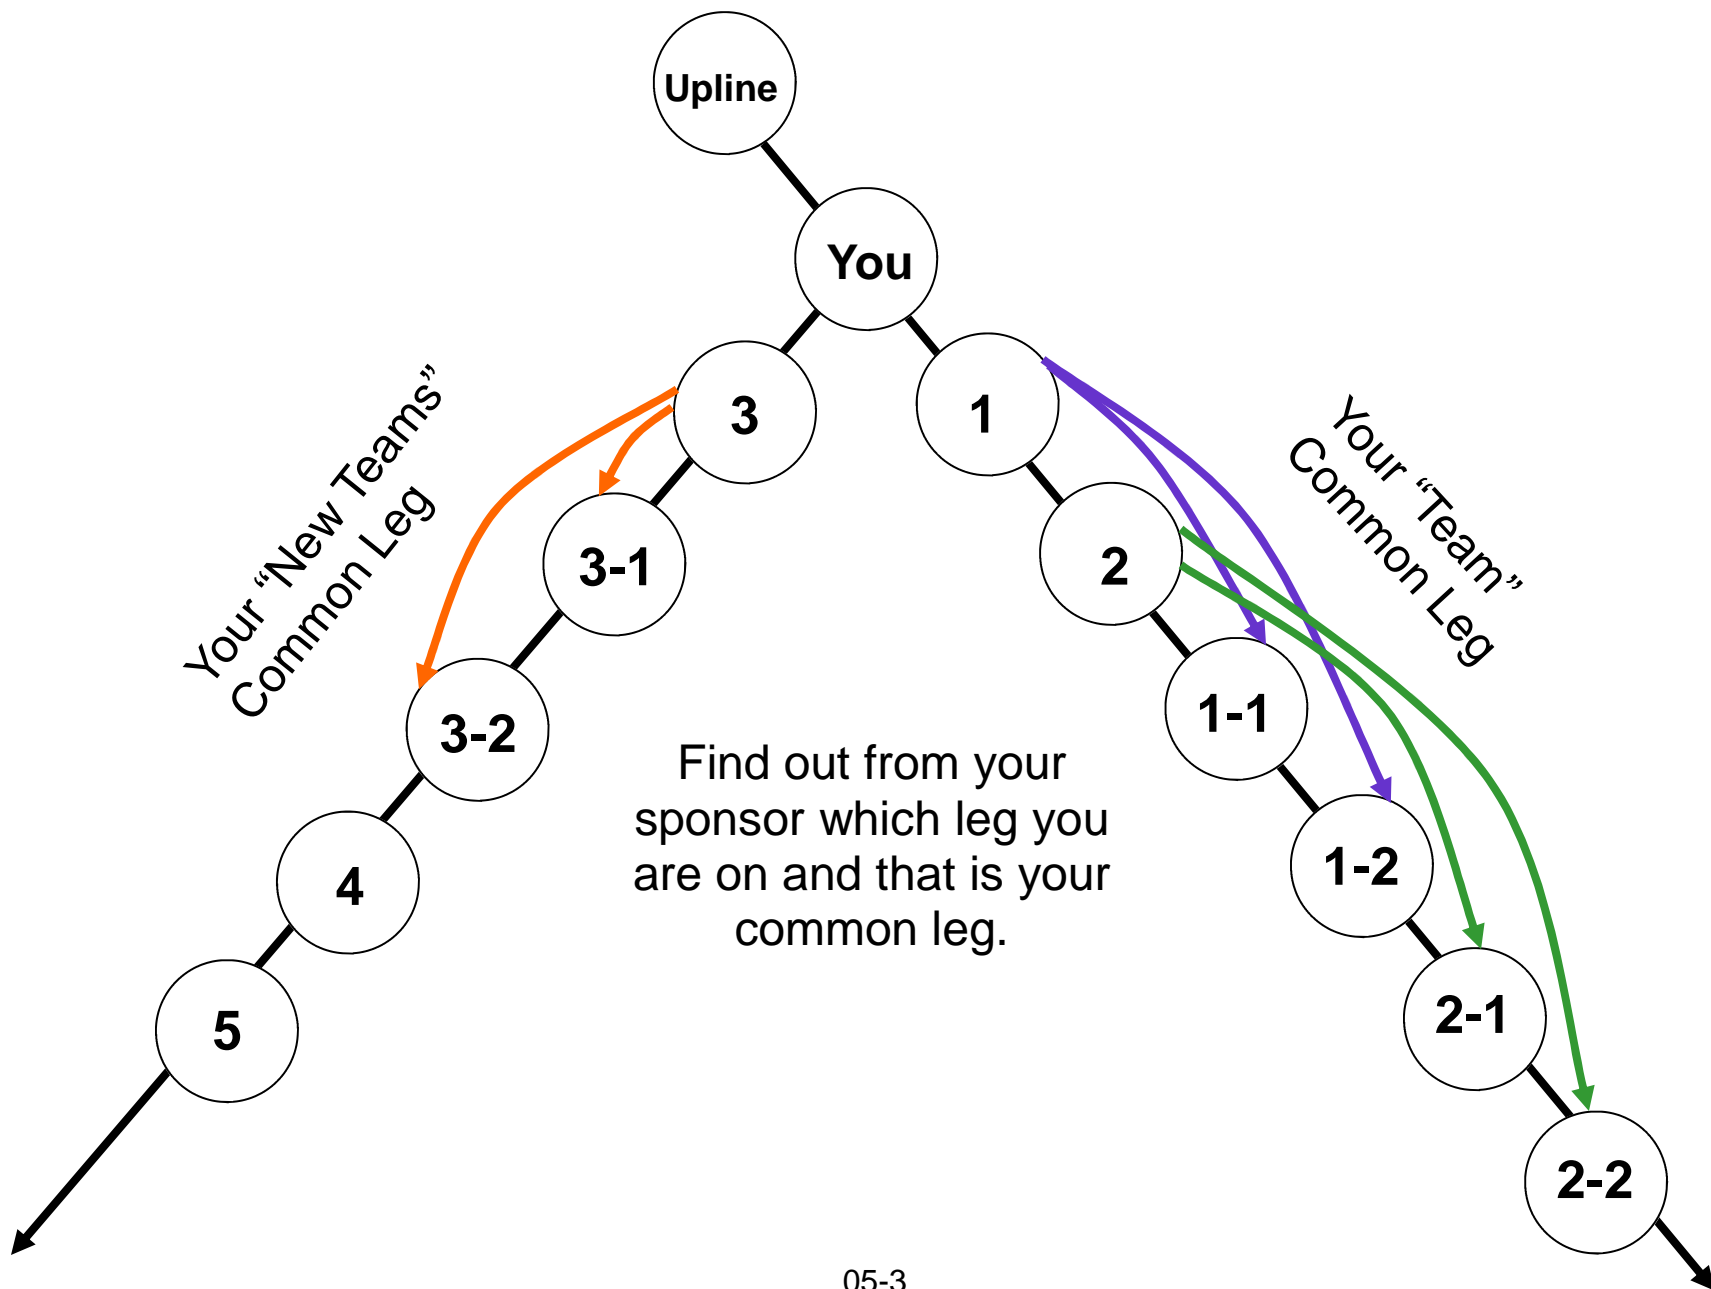 Upline
You
3
1
Your “New Teams”
Common Leg
Your “Team”
Common Leg
3-1
2
3-2
1-1
Find out from your
sponsor which leg you
are on and that is your
common leg.
4
1-2
5
2-1
2-2
05-3